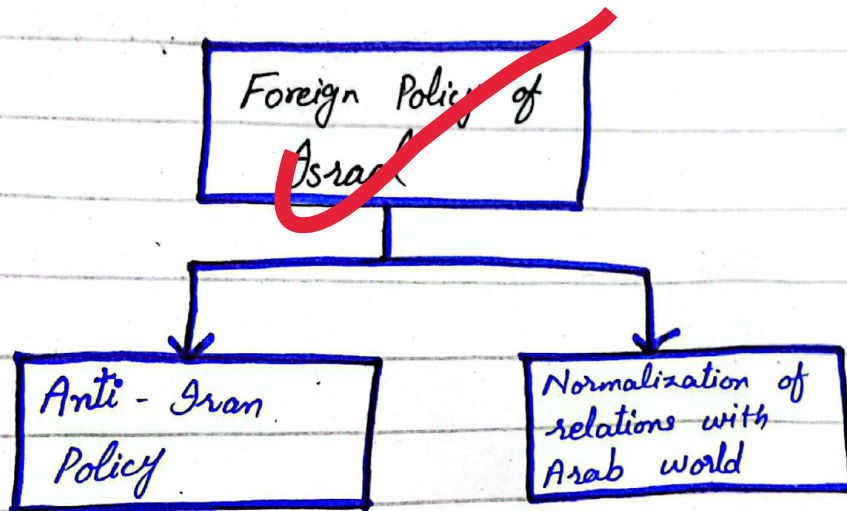 Foreign Policy of
Israel
Anti - Iran
Policy
Normalization of
relations with
Arab world